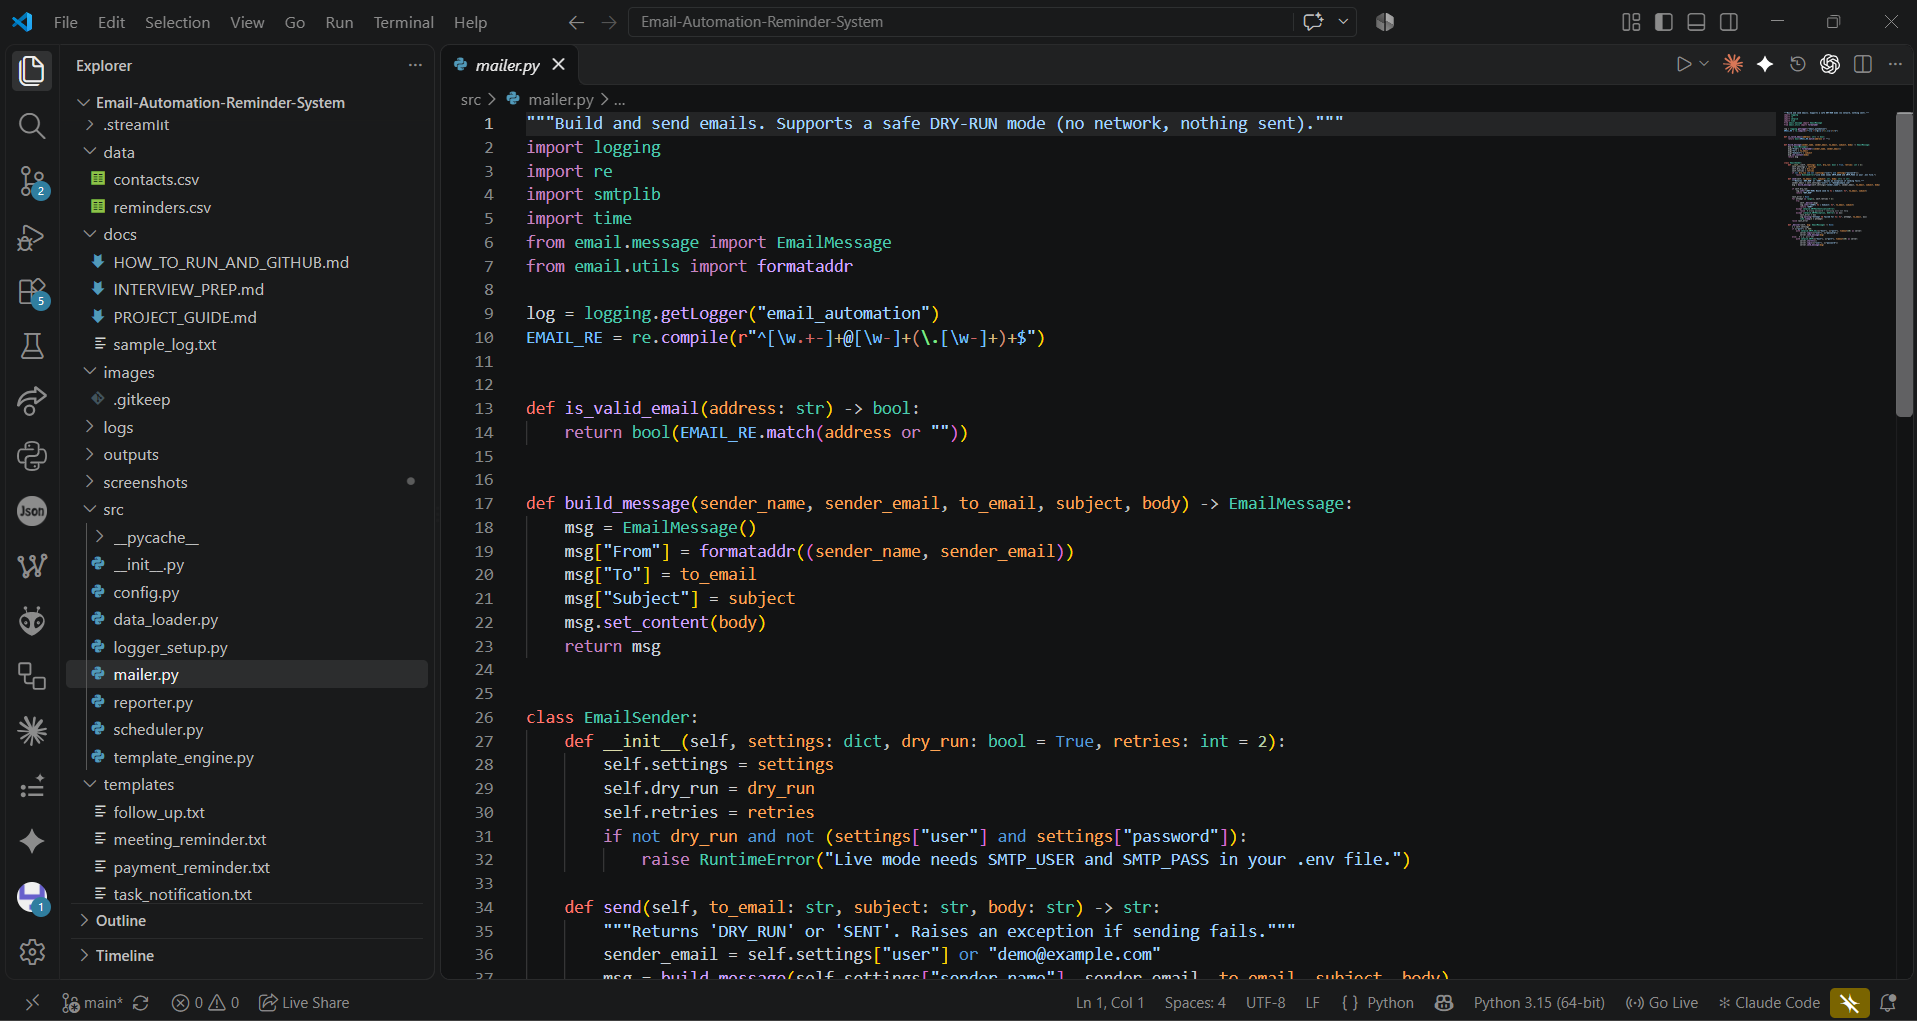 File Edit Selection View Go Run Terminal Help
Email-Automation-Reminder-System
Explorer
Email-Automation-Reminder-System
.streamlit
data
contacts.csv
reminders.csv
docs
HOW_TO_RUN_AND_GITHUB.md
INTERVIEW_PREP.md
PROJECT_GUIDE.md
sample_log.txt
images
.gitkeep
logs
outputs
screenshots
src
__pycache__
__init__.py
config.py
data_loader.py
logger_setup.py
mailer.py
reporter.py
scheduler.py
template_engine.py
templates
follow_up.txt
meeting_reminder.txt
payment_reminder.txt
task_notification.txt
Outline
Timeline
2
5
Json
1
mailer.py
src > mailer.py > ...
1 """Build and send emails. Supports a safe DRY-RUN mode (no network, nothing sent)."""
2 import logging
3 import re
4 import smtplib
5 import time
6 from email.message import EmailMessage
7 from email.utils import formataddr
8
9 log = logging.getLogger("email_automation")
10 EMAIL_RE = re.compile(r"^[\w.+-]+@[\w-]+(\.[\w-]+)+$")
11
12
13 def is_valid_email(address: str) -> bool:
14     return bool(EMAIL_RE.match(address or ""))
15
16
17 def build_message(sender_name, sender_email, to_email, subject, body) -> EmailMessage:
18     msg = EmailMessage()
19     msg["From"] = formataddr((sender_name, sender_email))
20     msg["To"] = to_email
21     msg["Subject"] = subject
22     msg.set_content(body)
23     return msg
24
25
26 class EmailSender:
27     def __init__(self, settings: dict, dry_run: bool = True, retries: int = 2):
28         self.settings = settings
29         self.dry_run = dry_run
30         self.retries = retries
31         if not dry_run and not (settings["user"] and settings["password"]):
32             raise RuntimeError("Live mode needs SMTP_USER and SMTP_PASS in your .env file.")
33
34     def send(self, to_email: str, subject: str, body: str) -> str:
35         """Returns 'DRY_RUN' or 'SENT'. Raises an exception if sending fails."""
36         sender_email = self.settings["user"] or "demo@example.com"
37         msg = build_message(self.settings["sender_name"], sender_email, to_email, subject, body)
main* 0 0 Live Share
Ln 1, Col 1 Spaces: 4 UTF-8 LF { } Python Python 3.15 (64-bit) Go Live Claude Code